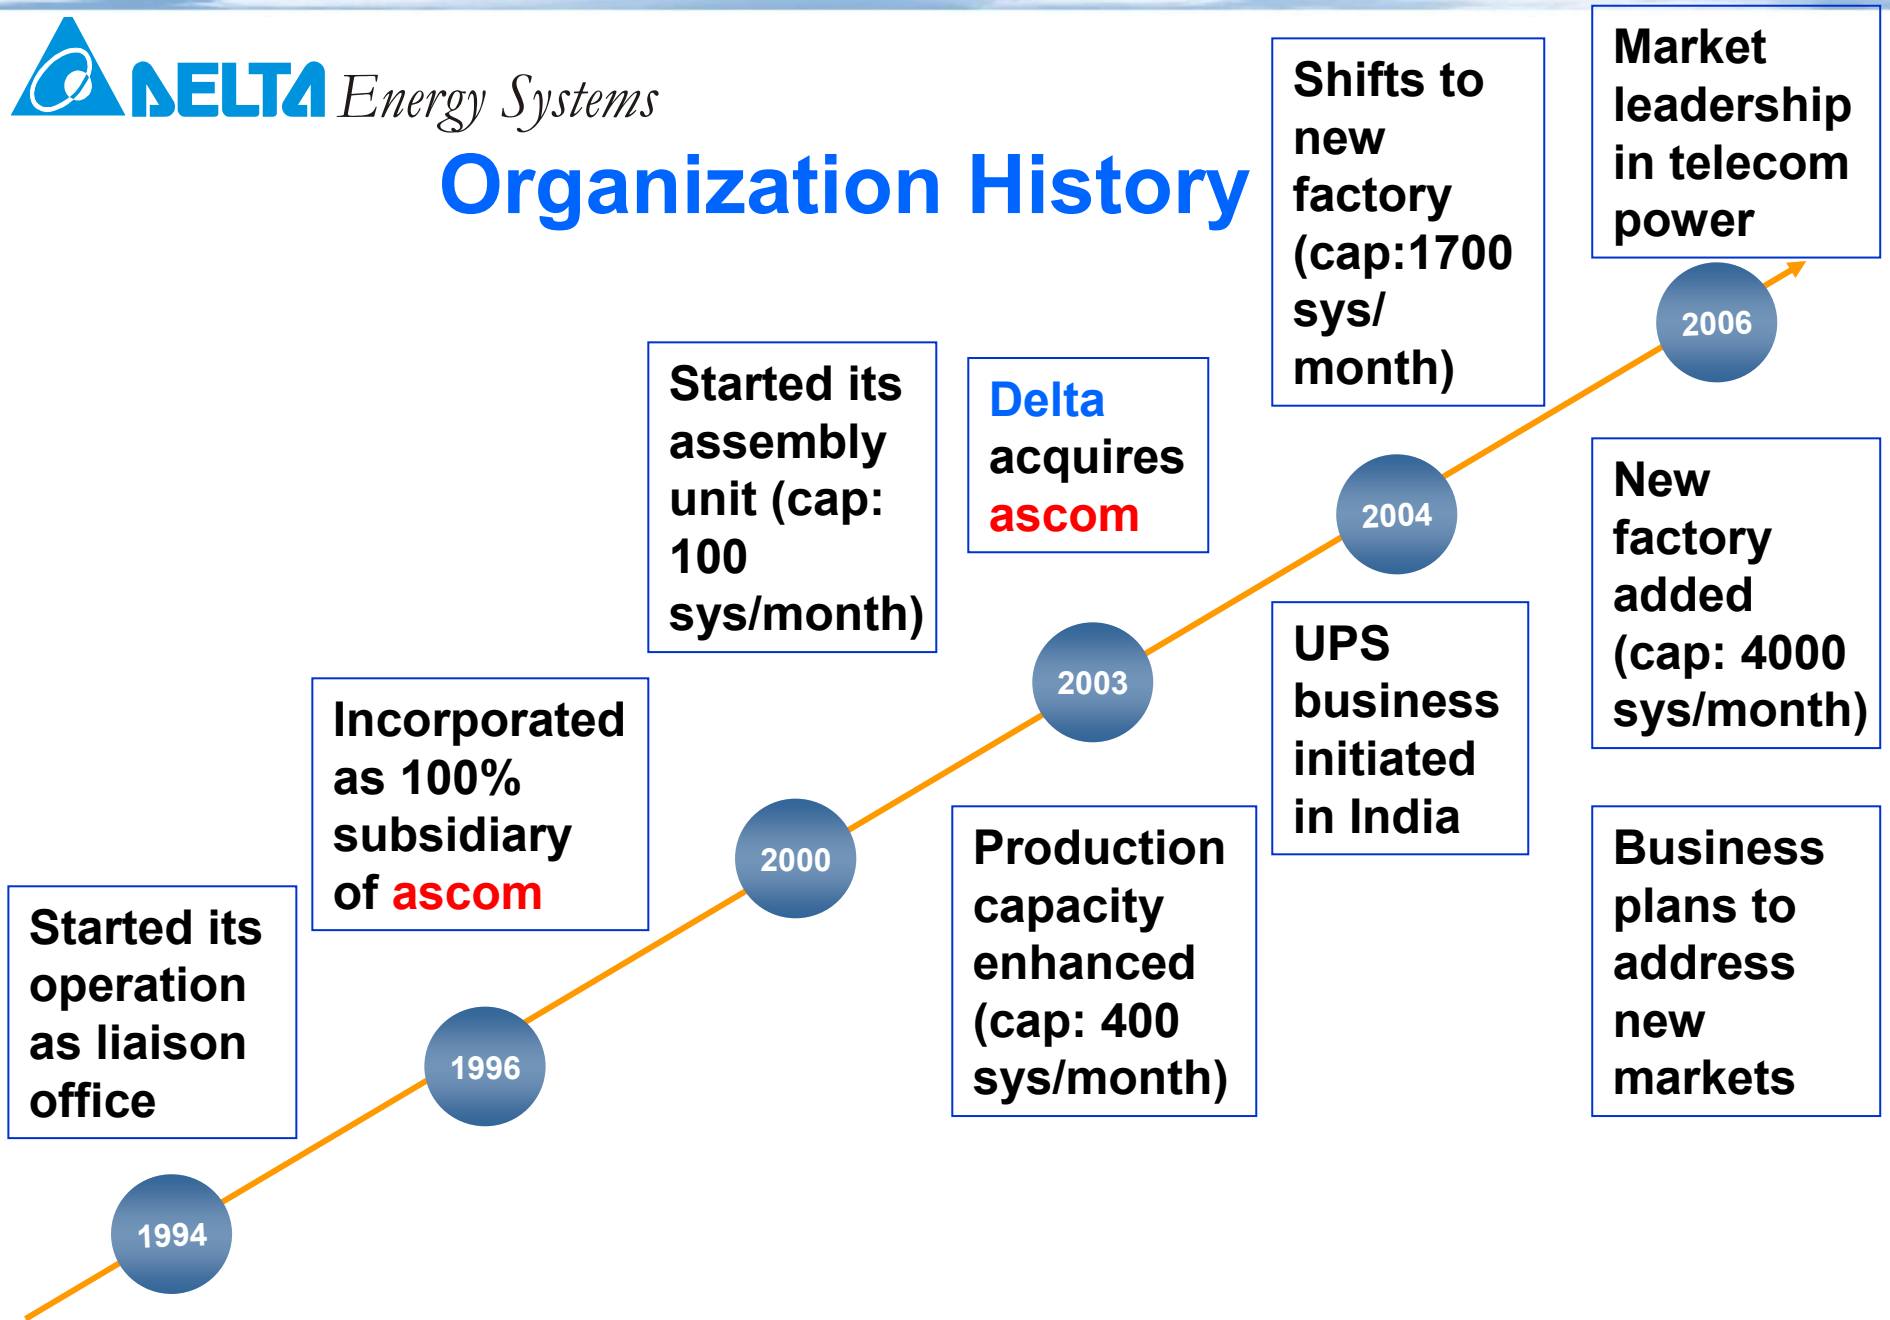 DELTA Energy Systems
Organization History
Started its
operation
as liaison
office
1994
Incorporated
as 100%
subsidiary
of ascom
1996
Started its
assembly
unit (cap:
100
sys/month)
2000
Delta
acquires
ascom
2003
Production
capacity
enhanced
(cap: 400
sys/month)
Shifts to
new
factory
(cap:1700
sys/
month)
2004
UPS
business
initiated
in India
Market
leadership
in telecom
power
2006
New
factory
added
(cap: 4000
sys/month)
Business
plans to
address
new
markets